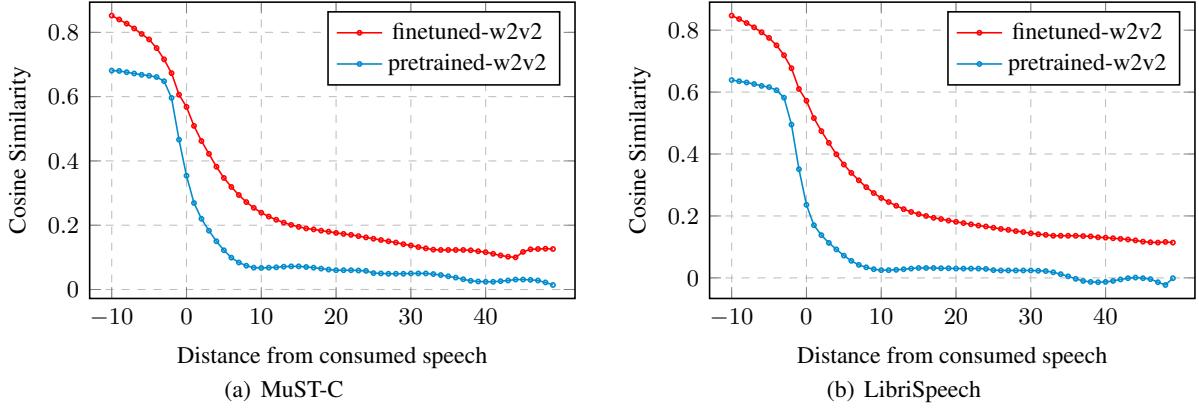 0.8
0.6
0.4
0.2
0
Cosine Similarity
finetuned-w2v2
pretrained-w2v2
−10 0 10 20 30 40
Distance from consumed speech
(a) MuST-C
0.8
0.6
0.4
0.2
0
Cosine Similarity
finetuned-w2v2
pretrained-w2v2
−10 0 10 20 30 40
Distance from consumed speech
(b) LibriSpeech